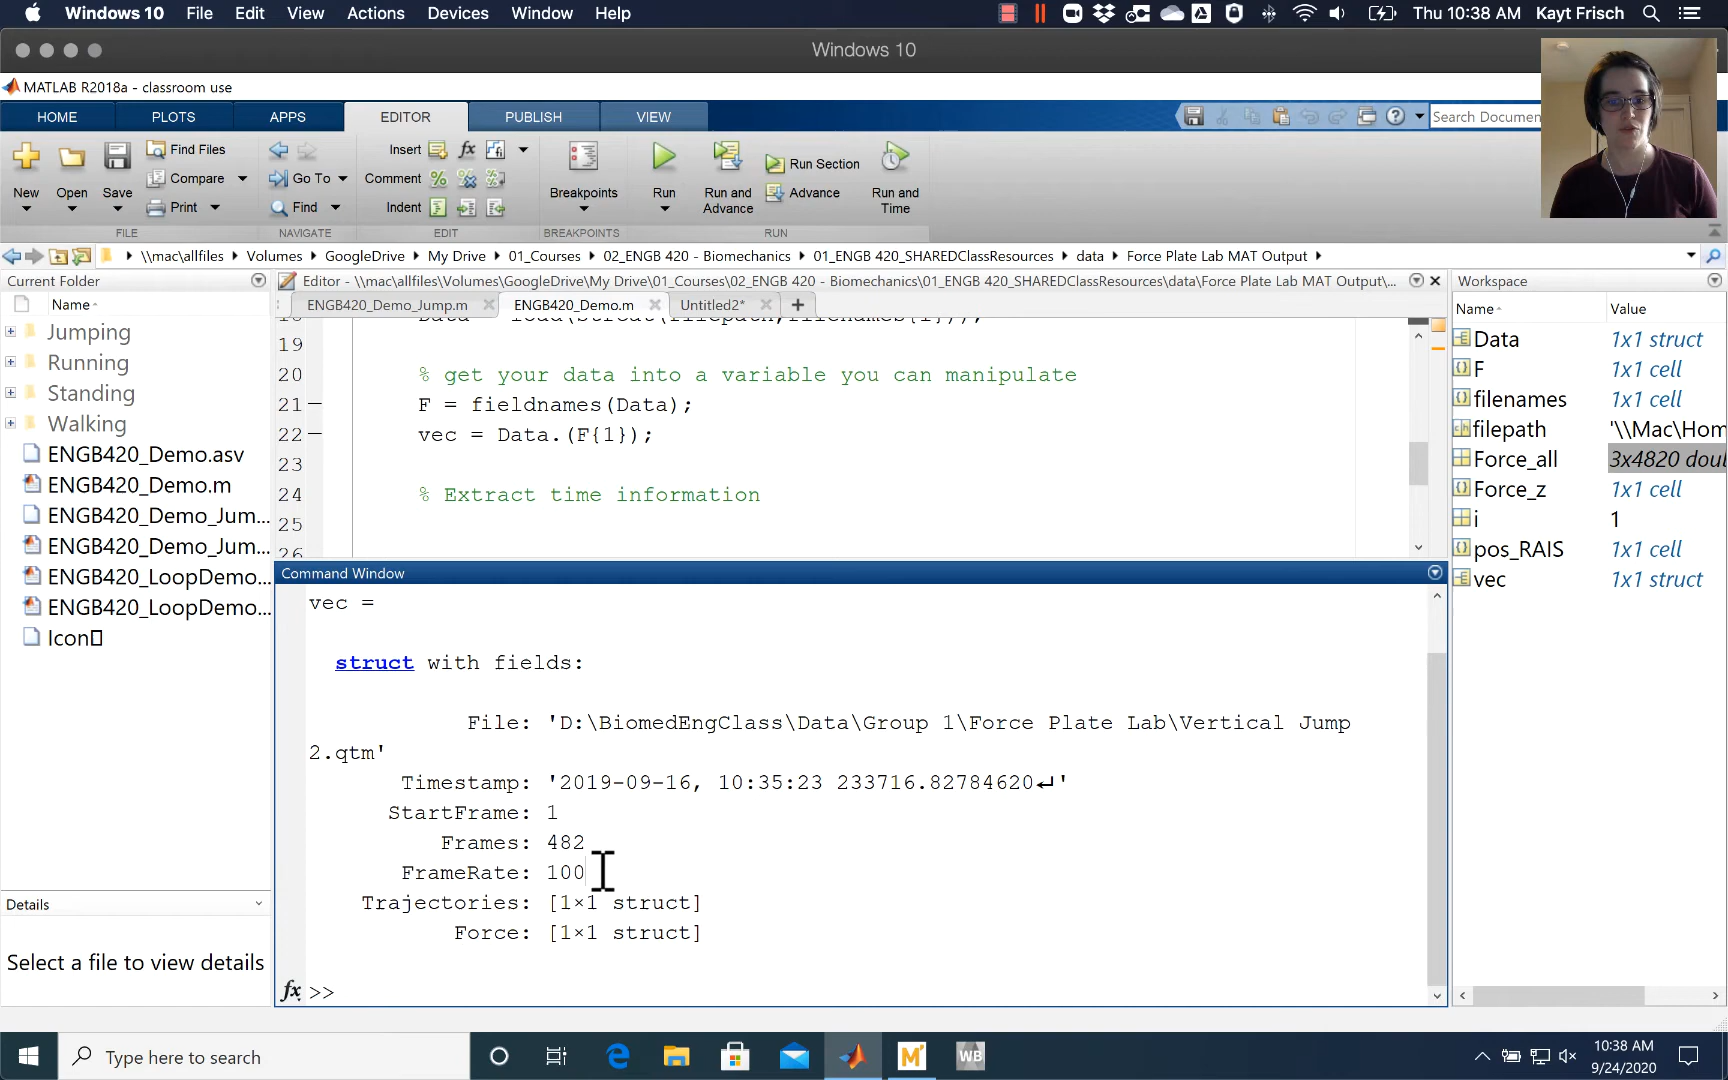 Windows 10 File Edit View Actions Devices Window Help Thu 10:38 AM Kayt Frisch
Windows 10
MATLAB R2018a - classroom use
HOME PLOTS APPS EDITOR PUBLISH VIEW Search Documen
Find Files Insert fx Run Section
New Open Save Compare Go To Comment Breakpoints Run Run and Advance Advance Run and Time
Print Find Indent
FILE NAVIGATE EDIT BREAKPOINTS RUN
\\mac\allfiles Volumes GoogleDrive My Drive 01_Courses 02_ENGB 420 - Biomechanics 01_ENGB 420_SHAREDClassResources data Force Plate Lab MAT Output
Current Folder
Name
Jumping
Running
Standing
Walking
ENGB420_Demo.asv
ENGB420_Demo.m
ENGB420_Demo_Jum...
ENGB420_Demo_Jum...
ENGB420_LoopDemo...
ENGB420_LoopDemo...
Icon
Details
Select a file to view details
Editor - \\mac\allfiles\Volumes\GoogleDrive\My Drive\01_Courses\02_ENGB 420 - Biomechanics\01_ENGB 420_SHAREDClassResources\data\Force Plate Lab MAT Output\...
ENGB420_Demo_Jump.m ENGB420_Demo.m Untitled2*
19
20 % get your data into a variable you can manipulate
21 F = fieldnames(Data);
22 vec = Data.(F{1});
23
24 % Extract time information
25
26
Command Window
vec =
struct with fields:
File: 'D:\BiomedEngClass\Data\Group 1\Force Plate Lab\Vertical Jump
2.qtm'
Timestamp: '2019-09-16, 10:35:23 233716.82784620↵'
StartFrame: 1
Frames: 482
FrameRate: 100
Trajectories: [1×1 struct]
Force: [1×1 struct]
fx >>
Workspace
Name Value
Data 1x1 struct
F 1x1 cell
filenames 1x1 cell
filepath '\\Mac\Hom
Force_all 3x4820 doul
Force_z 1x1 cell
i 1
pos_RAIS 1x1 cell
vec 1x1 struct
Type here to search
M
WB
10:38 AM
9/24/2020